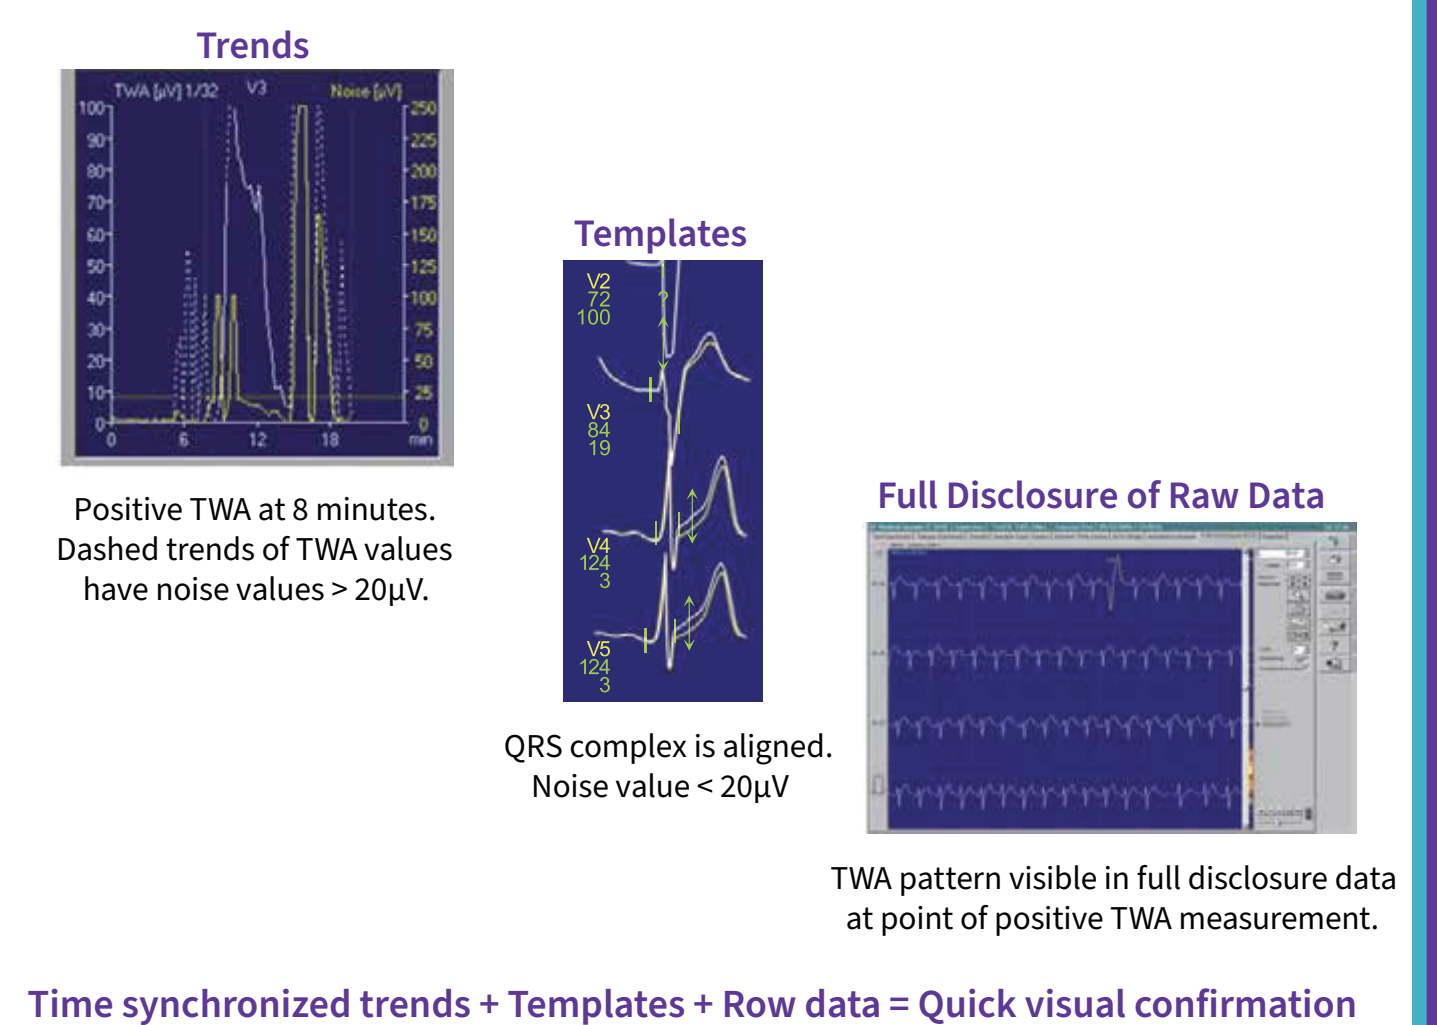 Trends
TWA [µV] 1/32 V3 Noise [µV]
100 250
90 225
80 200
70 175
60 150
50 125
40 100
30 75
20 50
10 25
0 0
0 6 12 18 min
Positive TWA at 8 minutes.
Dashed trends of TWA values
have noise values > 20µV.
Templates
V2
72 ?
100
V3
84
19
V4
124
3
V5
124
3
QRS complex is aligned.
Noise value < 20µV
Full Disclosure of Raw Data
?
TWA pattern visible in full disclosure data
at point of positive TWA measurement.
Time synchronized trends + Templates + Row data = Quick visual confirmation